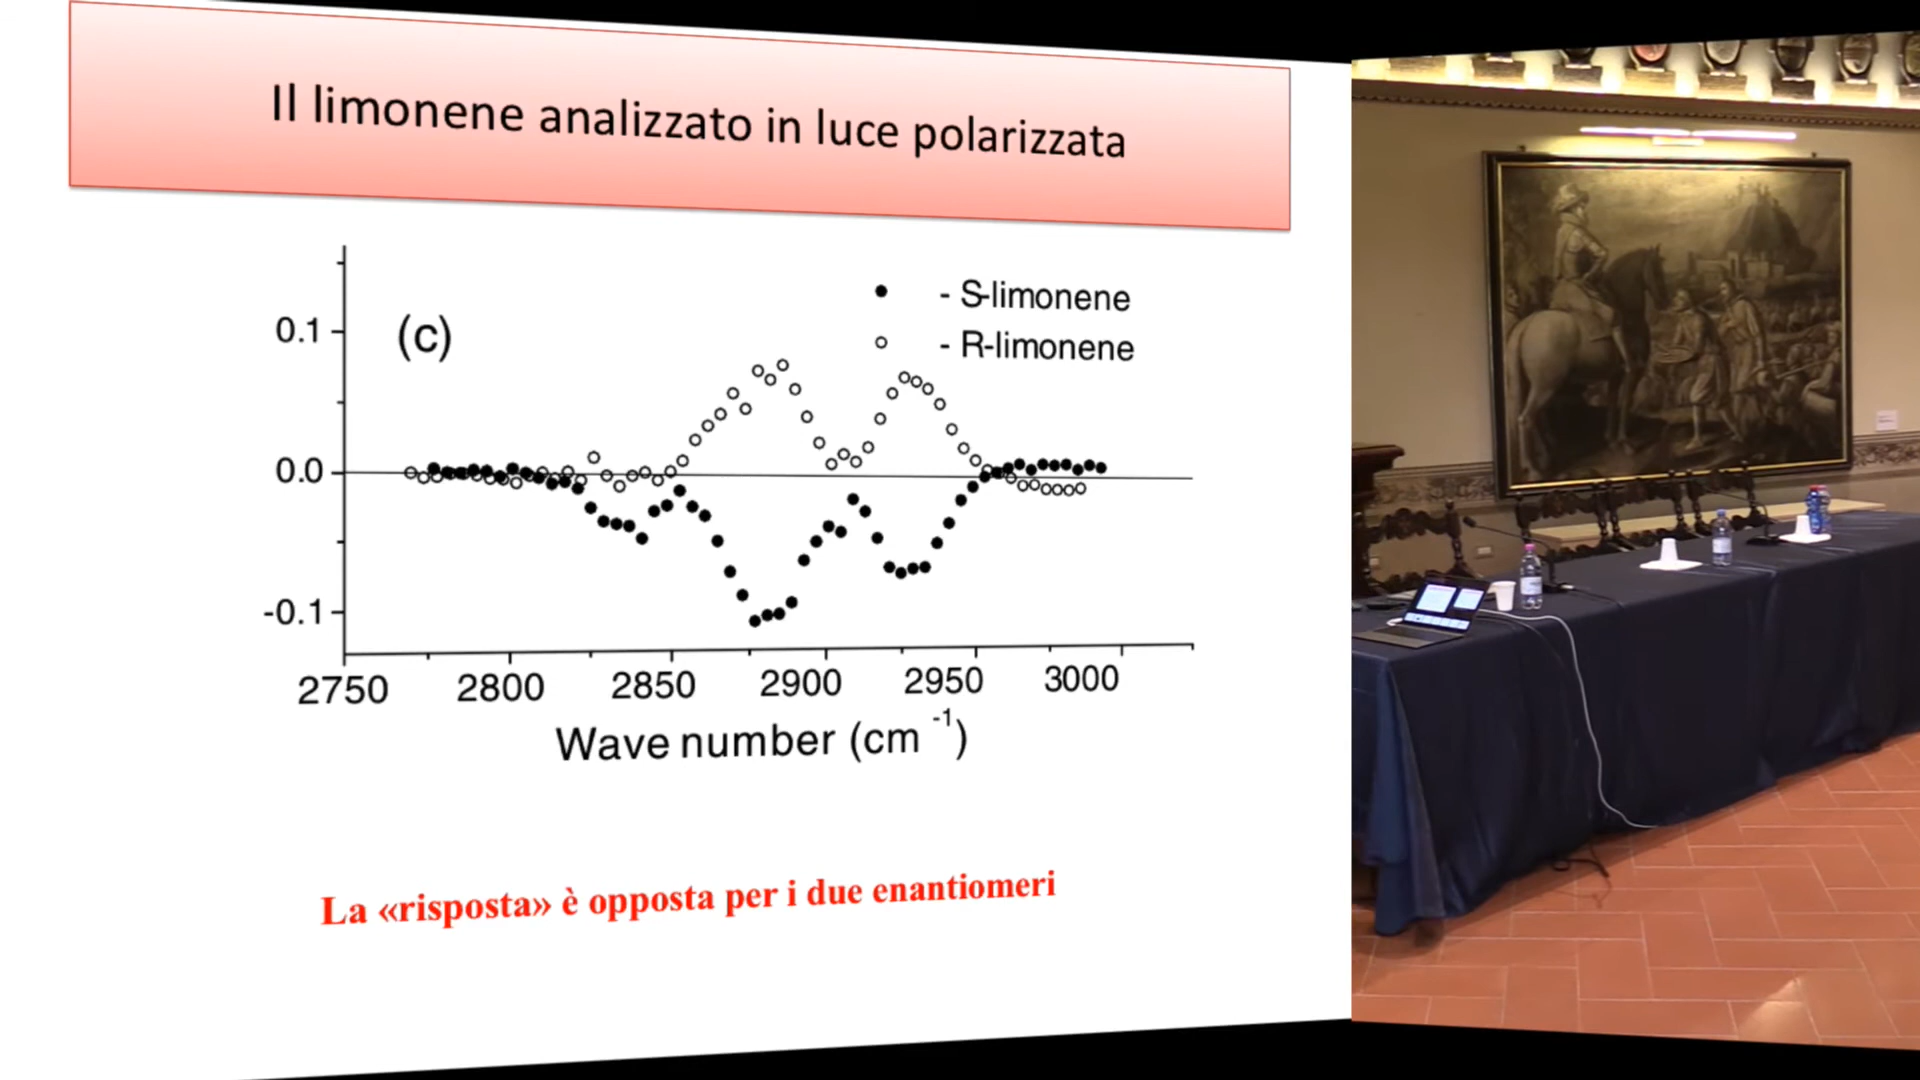 Il limonene analizzato in luce polarizzata
(c)
- S-limonene
- R-limonene
0.1
0.0
-0.1
2750 2800 2850 2900 2950 3000
Wave number (cm -1)
La «risposta» è opposta per i due enantiomeri